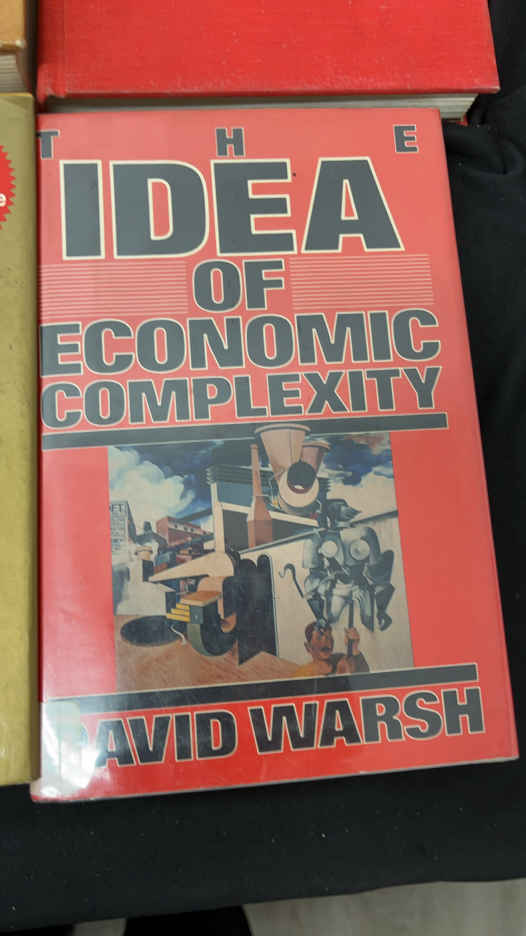 THE
IDEA
OF
ECONOMIC
COMPLEXITY
DAVID WARSH